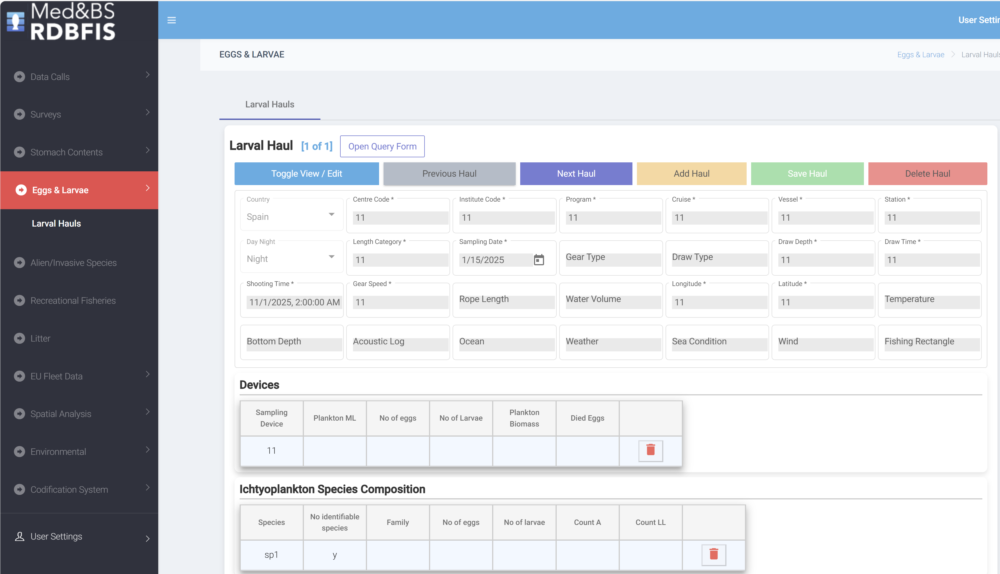 Med&BS
RDBFIS
User Settin
EGGS & LARVAE
Eggs & Larvae
Larval Hauls
Data Calls
Surveys
Stomach Contents
Eggs & Larvae
Larval Hauls
Alien/Invasive Species
Recreational Fisheries
Litter
EU Fleet Data
Spatial Analysis
Environmental
Codification System
User Settings
Larval Hauls
Larval Haul [1 of 1] Open Query Form
Toggle View / Edit Previous Haul Next Haul Add Haul Save Haul Delete Haul
Country Centre Code * Institute Code * Program * Cruise * Vessel * Station *
Spain 11 11 11 11 11 11
Day Night Length Category * Sampling Date * Gear Type Draw Type Draw Depth * Draw Time *
Night 11 1/15/2025 11 11
Shooting Time * Gear Speed * Rope Length Water Volume Longitude * Latitude * Temperature
11/1/2025, 2:00:00 AM 11 11 11
Bottom Depth Acoustic Log Ocean Weather Sea Condition Wind Fishing Rectangle
Devices
Sampling Device Plankton ML No of eggs No of Larvae Plankton Biomass Died Eggs
11
Ichtyoplankton Species Composition
Species No identifiable species Family No of eggs No of larvae Count A Count LL
sp1 y